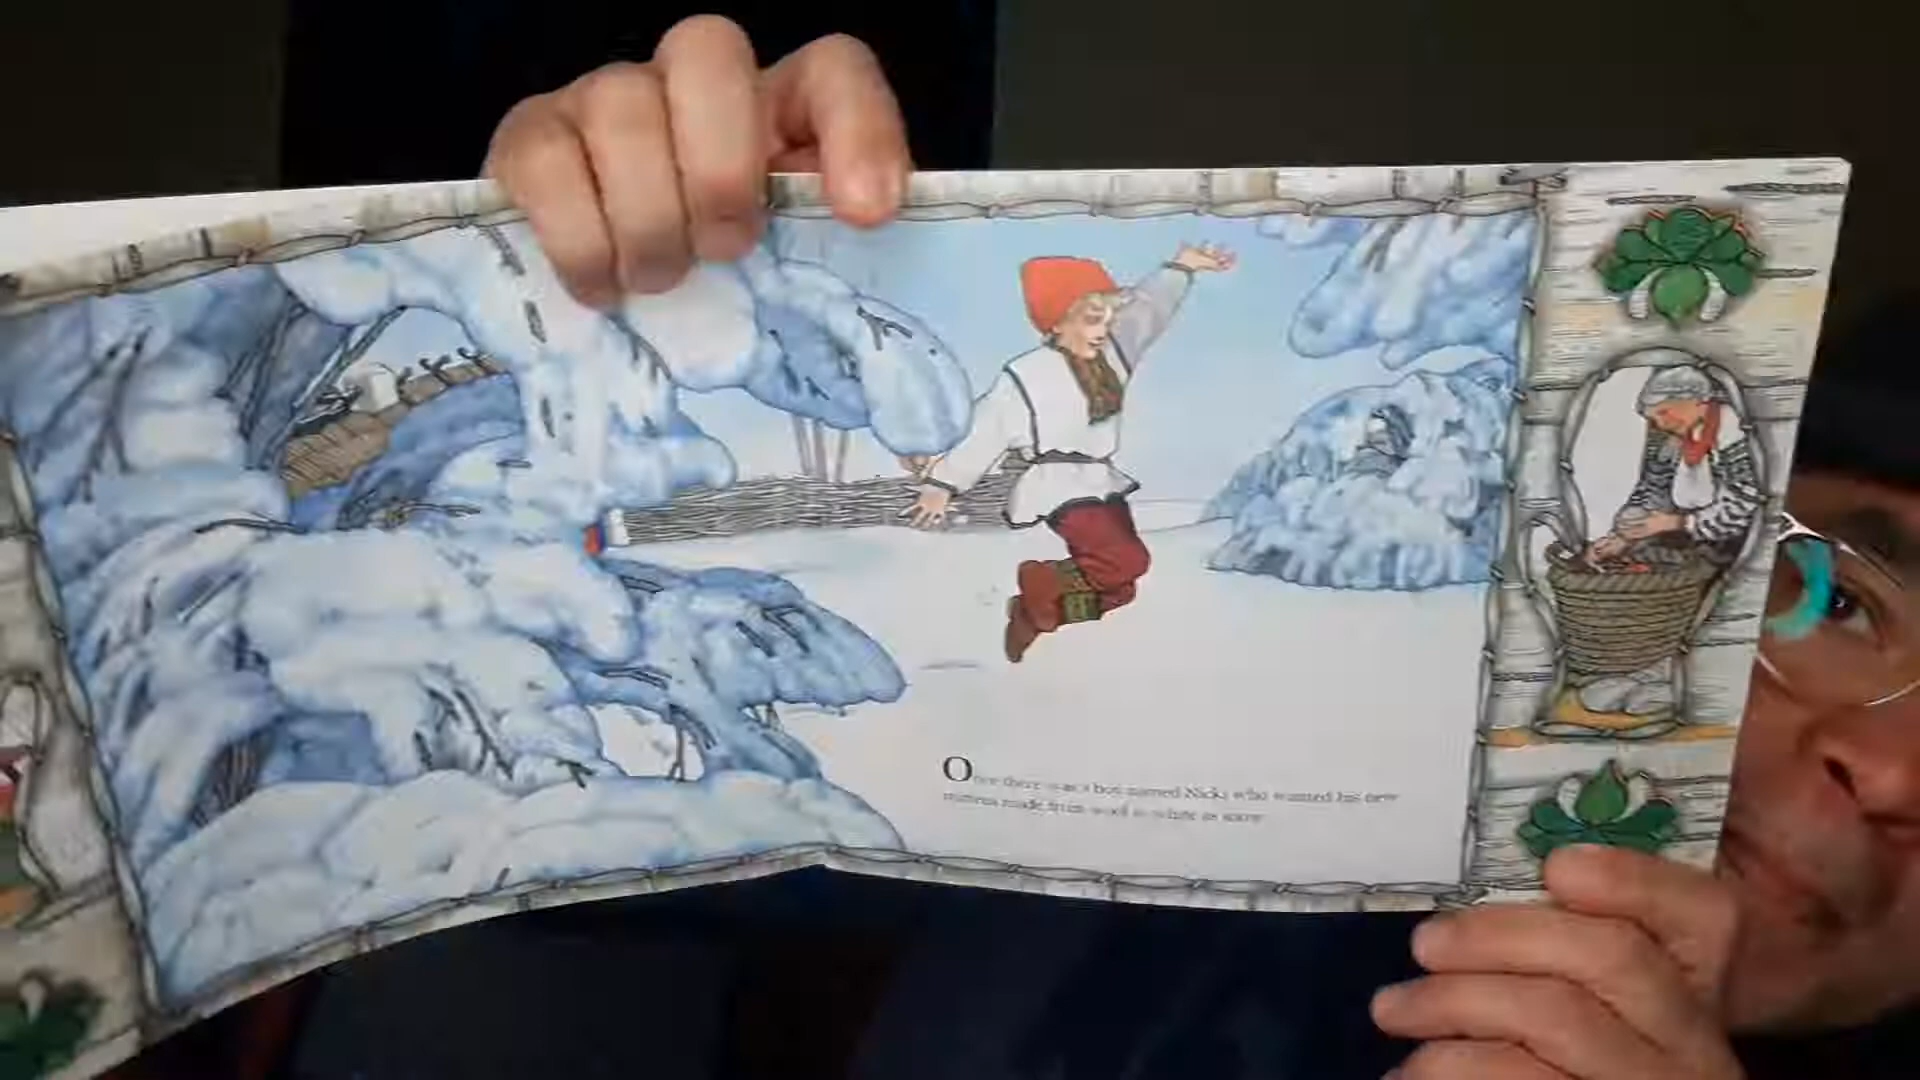 Once there was a boy named Nicki who wanted his new
mittens made from wool as white as snow.